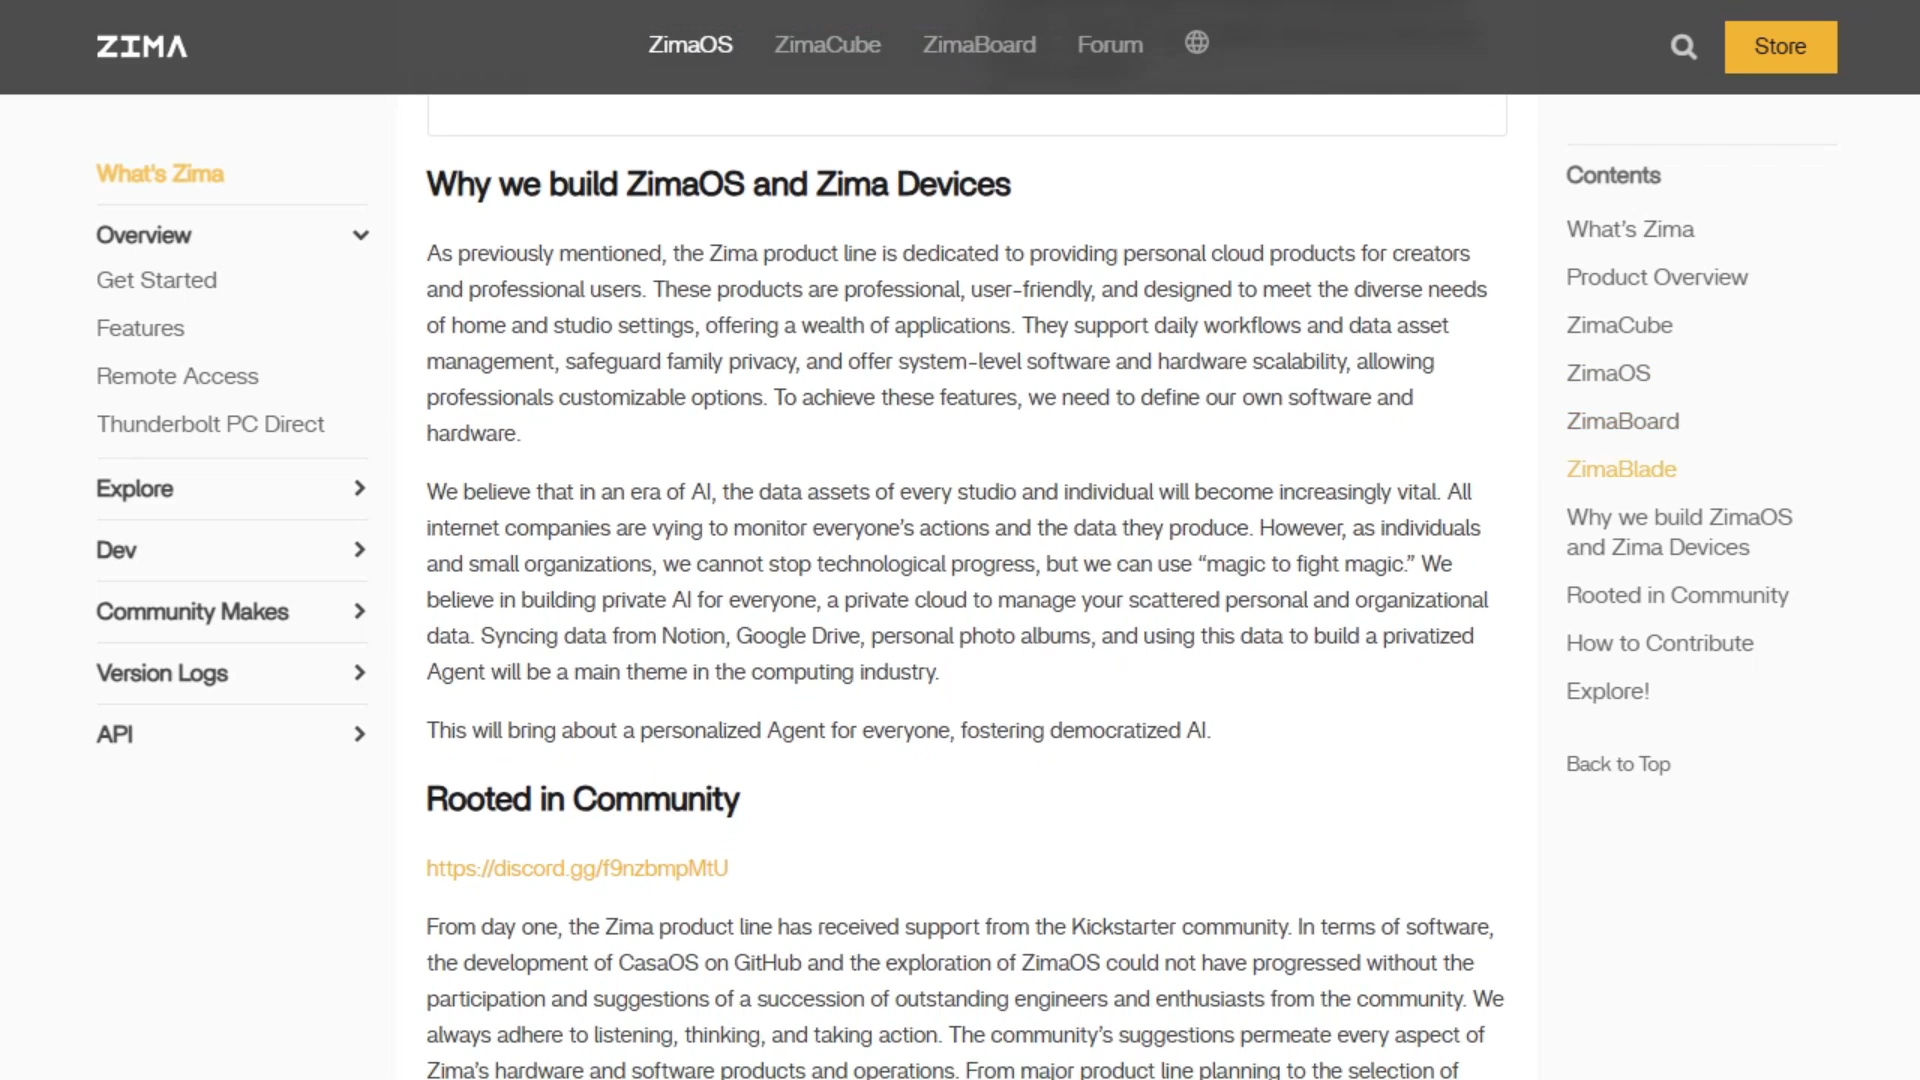 ZIMA
ZimaOS
ZimaCube
ZimaBoard
Forum
Store
What's Zima
Overview
Get Started
Features
Remote Access
Thunderbolt PC Direct
Explore
Dev
Community Makes
Version Logs
API
Why we build ZimaOS and Zima Devices
As previously mentioned, the Zima product line is dedicated to providing personal cloud products for creators
and professional users. These products are professional, user-friendly, and designed to meet the diverse needs
of home and studio settings, offering a wealth of applications. They support daily workflows and data asset
management, safeguard family privacy, and offer system-level software and hardware scalability, allowing
professionals customizable options. To achieve these features, we need to define our own software and
hardware.
We believe that in an era of AI, the data assets of every studio and individual will become increasingly vital. All
internet companies are vying to monitor everyone’s actions and the data they produce. However, as individuals
and small organizations, we cannot stop technological progress, but we can use “magic to fight magic.” We
believe in building private AI for everyone, a private cloud to manage your scattered personal and organizational
data. Syncing data from Notion, Google Drive, personal photo albums, and using this data to build a privatized
Agent will be a main theme in the computing industry.
This will bring about a personalized Agent for everyone, fostering democratized AI.
Rooted in Community
https://discord.gg/f9nzbmpMtU
From day one, the Zima product line has received support from the Kickstarter community. In terms of software,
the development of CasaOS on GitHub and the exploration of ZimaOS could not have progressed without the
participation and suggestions of a succession of outstanding engineers and enthusiasts from the community. We
always adhere to listening, thinking, and taking action. The community’s suggestions permeate every aspect of
Zima’s hardware and software products and operations. From major product line planning to the selection of
Contents
What’s Zima
Product Overview
ZimaCube
ZimaOS
ZimaBoard
ZimaBlade
Why we build ZimaOS
and Zima Devices
Rooted in Community
How to Contribute
Explore!
Back to Top